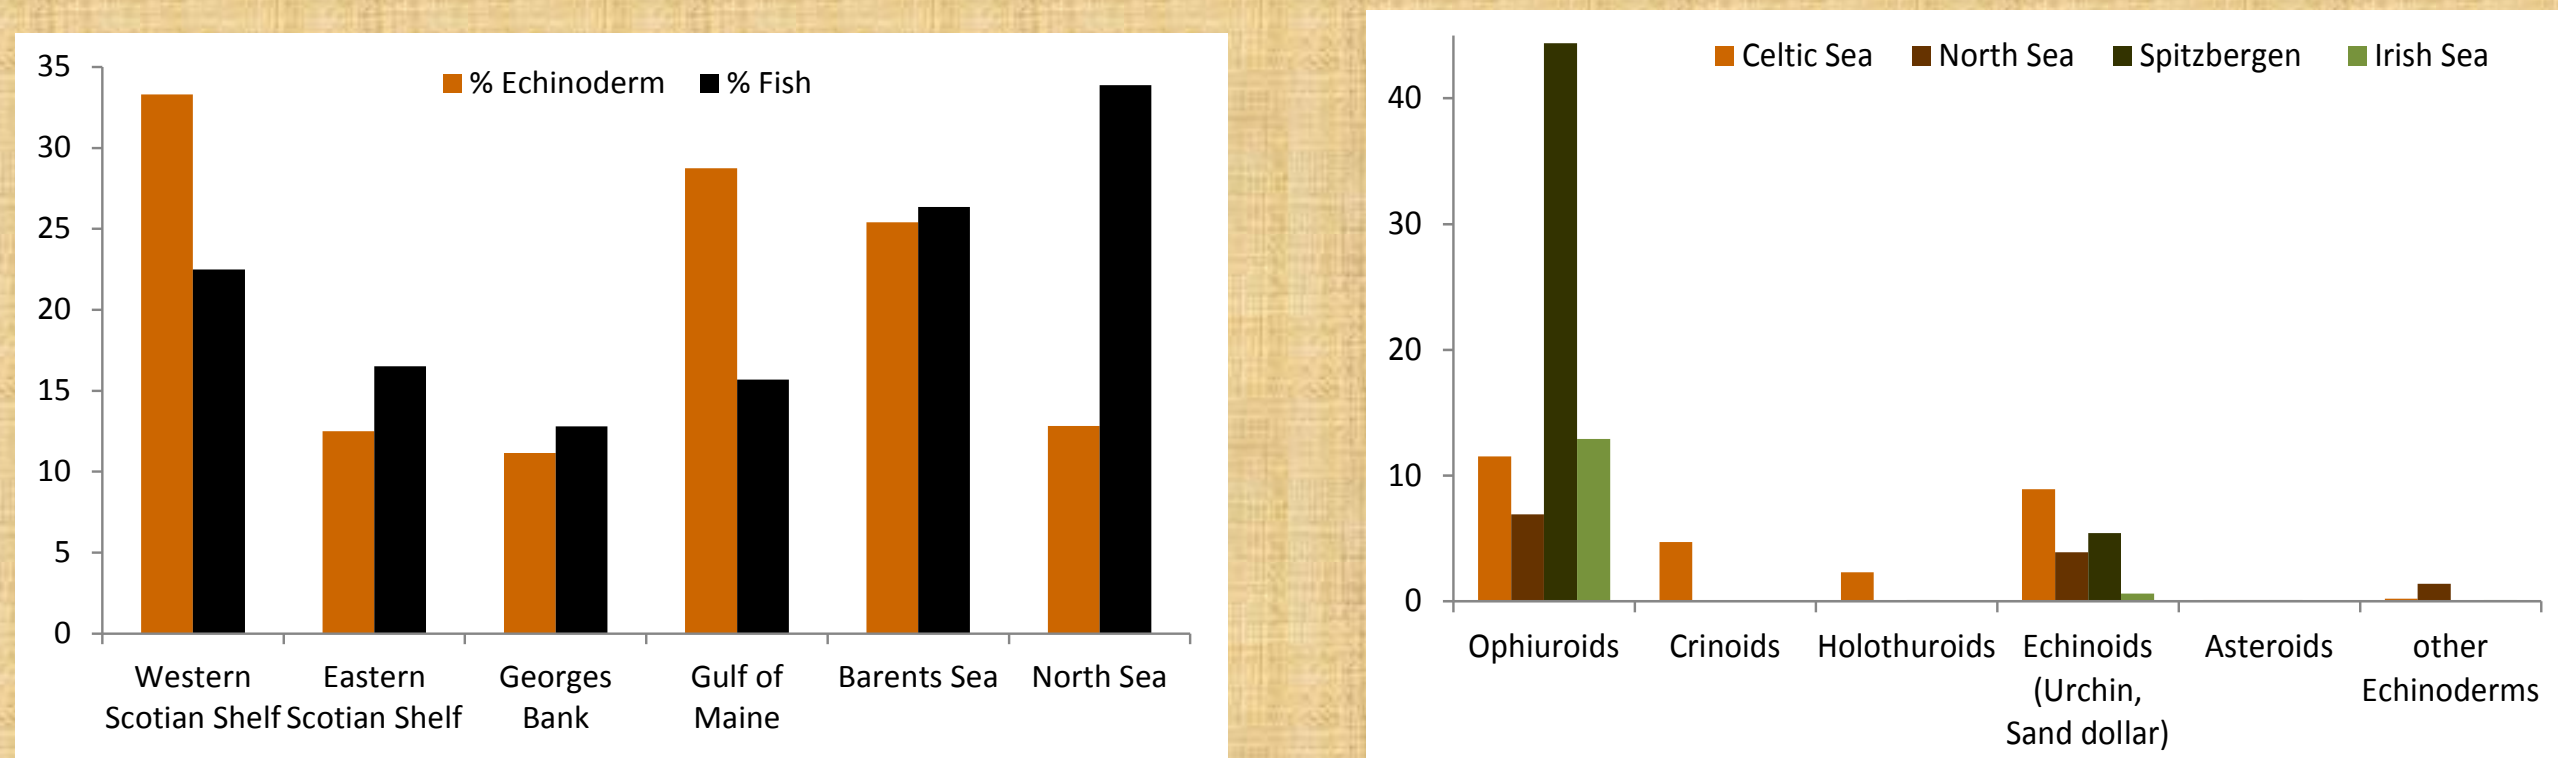 % Echinoderm % Fish
35
30
25
20
15
10
5
0
Western Scotian Shelf
Eastern Scotian Shelf
Georges Bank
Gulf of Maine
Barents Sea
North Sea
Celtic Sea North Sea Spitzbergen Irish Sea
40
30
20
10
0
Ophiuroids
Crinoids
Holothuroids
Echinoids
(Urchin,
Sand dollar)
Asteroids
other
Echinoderms